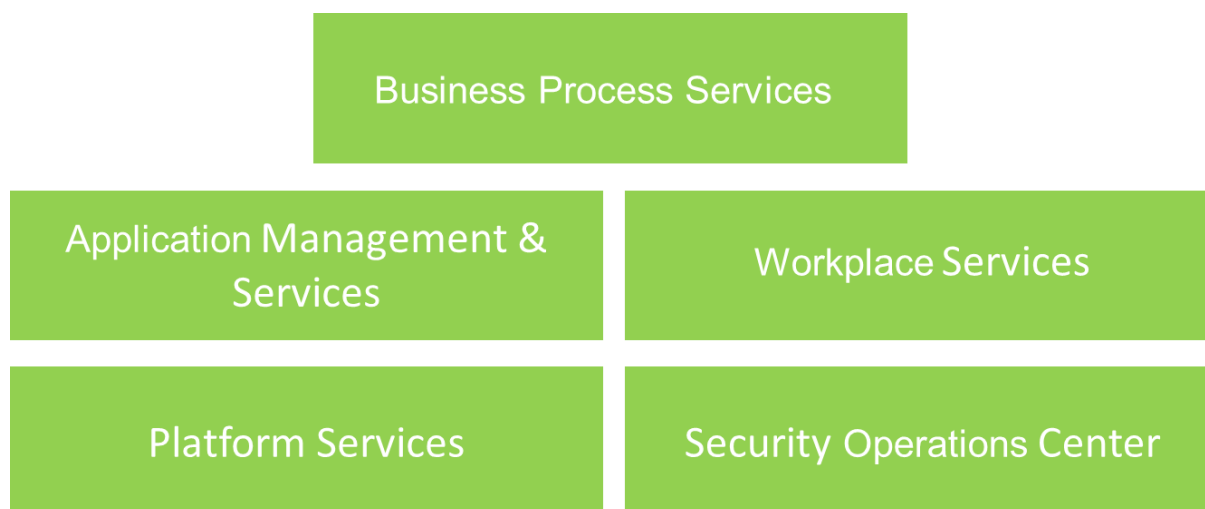 Business Process Services
Application Management &
Services
Workplace Services
Platform Services
Security Operations Center